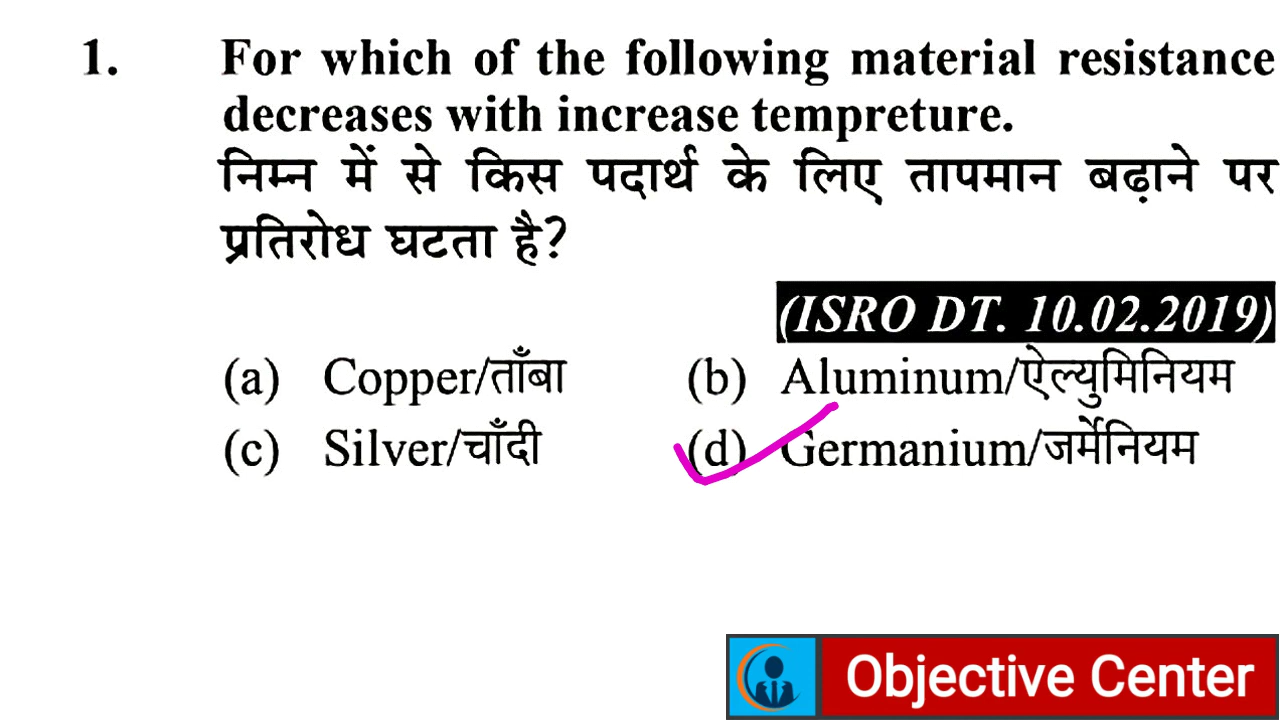 1. For which of the following material resistance
decreases with increase tempreture.
निम्न में से किस पदार्थ के लिए तापमान बढ़ाने पर
प्रतिरोध घटता है?
(ISRO DT. 10.02.2019)
(a) Copper/ताँबा (b) Aluminum/ऐल्युमिनियम
(c) Silver/चाँदी (d) Germanium/जर्मेनियम
Objective Center